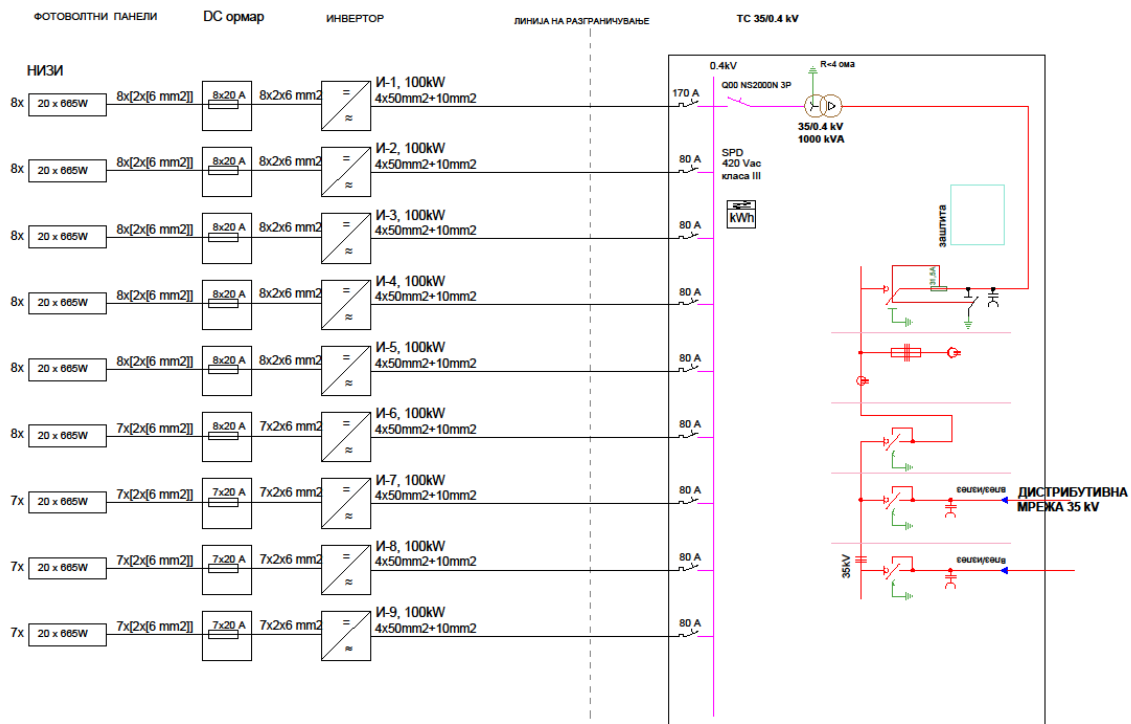 ФОТОВОЛТНИ ПАНЕЛИ
DC ормар
ИНВЕРТОР
ЛИНИЈА НА РАЗГРАНИЧУВАЊЕ
ТС 35/0.4 kV
НИЗИ
8x
20 x 665W
8x[2x[6 mm2]]
8x20 A
8x2x6 mm2
=
≈
И-1, 100kW
4x50mm2+10mm2
170 A
0.4kV
Q00 NS2000N 3P
R<4 ома
35/0.4 kV
1000 kVA
8x
20 x 665W
8x[2x[6 mm2]]
8x20 A
8x2x6 mm2
=
≈
И-2, 100kW
4x50mm2+10mm2
80 A
SPD
420 Vac
класа III
kWh
8x
20 x 665W
8x[2x[6 mm2]]
8x20 A
8x2x6 mm2
=
≈
И-3, 100kW
4x50mm2+10mm2
80 A
заштита
8x
20 x 665W
8x[2x[6 mm2]]
8x20 A
8x2x6 mm2
=
≈
И-4, 100kW
4x50mm2+10mm2
80 A
31,5A
8x
20 x 665W
8x[2x[6 mm2]]
8x20 A
8x2x6 mm2
=
≈
И-5, 100kW
4x50mm2+10mm2
80 A
8x
20 x 665W
7x[2x[6 mm2]]
8x20 A
7x2x6 mm2
=
≈
И-6, 100kW
4x50mm2+10mm2
80 A
7x
20 x 665W
7x[2x[6 mm2]]
7x20 A
7x2x6 mm2
=
≈
И-7, 100kW
4x50mm2+10mm2
80 A
влез/излез
ДИСТРИБУТИВНА
МРЕЖА 35 kV
7x
20 x 665W
7x[2x[6 mm2]]
7x20 A
7x2x6 mm2
=
≈
И-8, 100kW
4x50mm2+10mm2
80 A
35kV
влез/излез
7x
20 x 665W
7x[2x[6 mm2]]
7x20 A
7x2x6 mm2
=
≈
И-9, 100kW
4x50mm2+10mm2
80 A